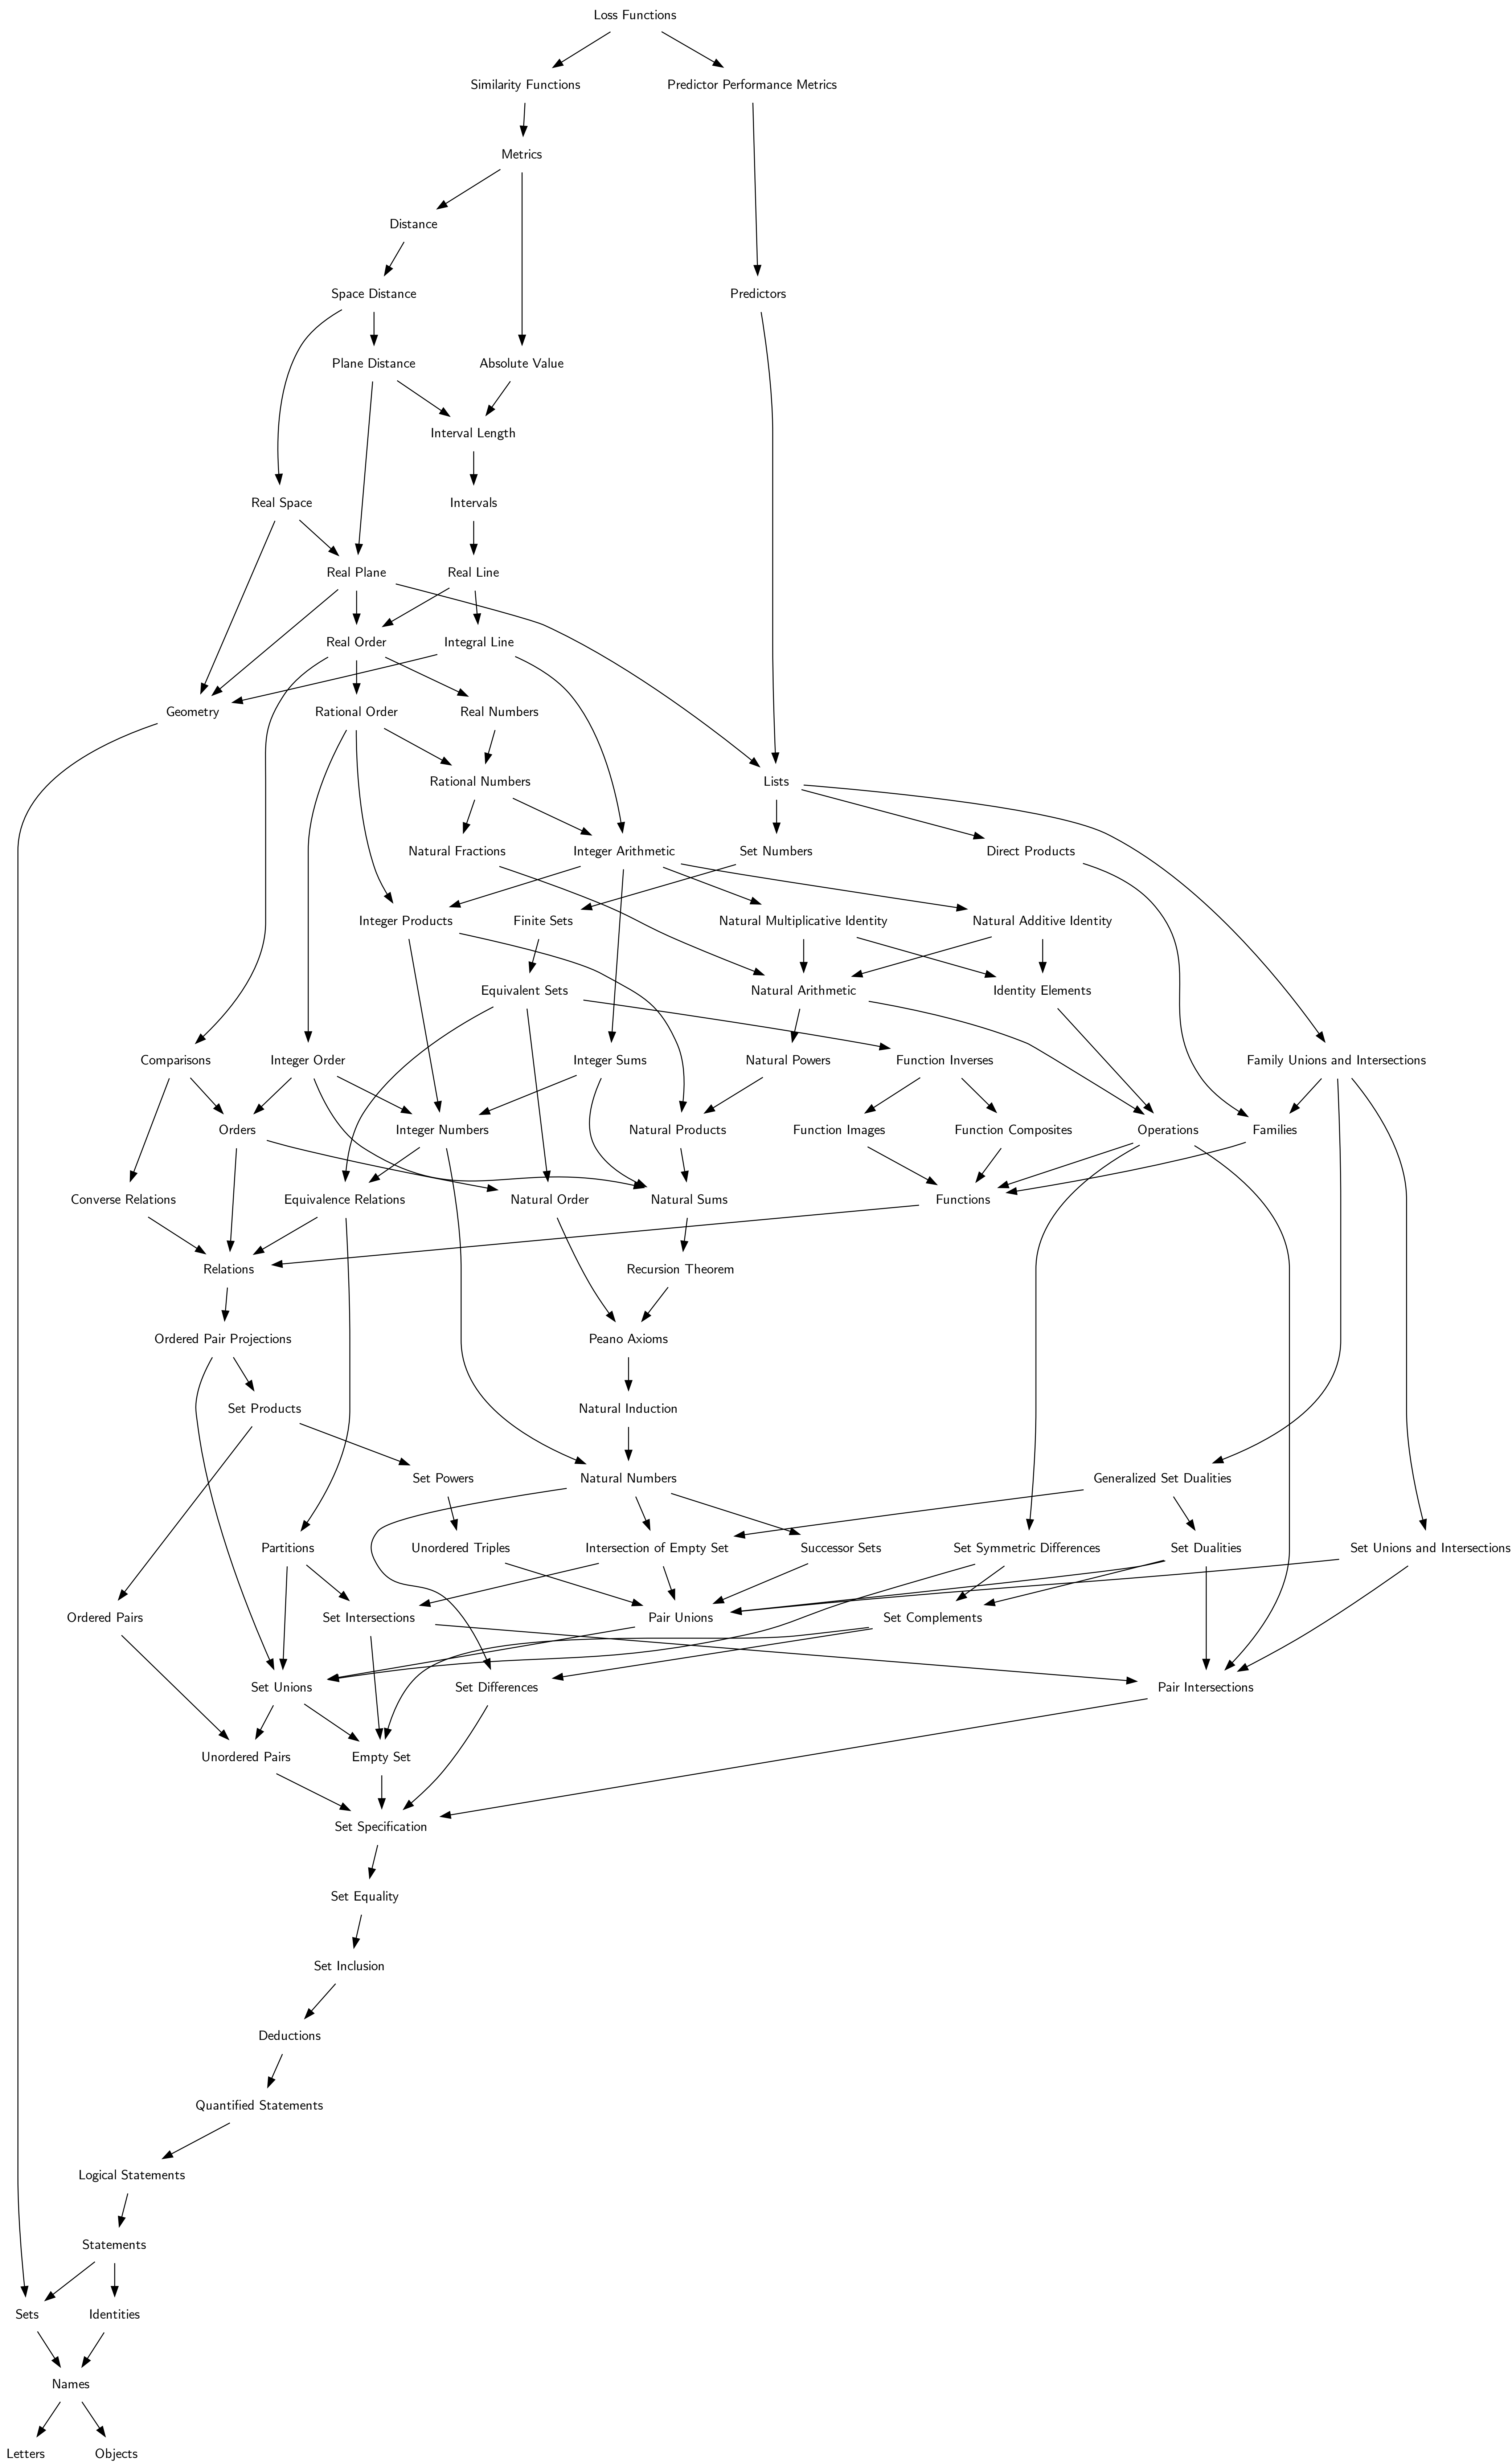 Loss Functions
Similarity Functions
Predictor Performance Metrics
Metrics
Distance
Space Distance
Predictors
Plane Distance
Absolute Value
Interval Length
Real Space
Intervals
Real Plane
Real Line
Real Order
Integral Line
Geometry
Rational Order
Real Numbers
Rational Numbers
Lists
Natural Fractions
Integer Arithmetic
Set Numbers
Direct Products
Integer Products
Finite Sets
Natural Multiplicative Identity
Natural Additive Identity
Equivalent Sets
Natural Arithmetic
Identity Elements
Comparisons
Integer Order
Integer Sums
Natural Powers
Function Inverses
Family Unions and Intersections
Orders
Integer Numbers
Natural Products
Function Images
Function Composites
Operations
Families
Converse Relations
Equivalence Relations
Natural Order
Natural Sums
Functions
Relations
Recursion Theorem
Ordered Pair Projections
Peano Axioms
Set Products
Natural Induction
Set Powers
Natural Numbers
Generalized Set Dualities
Partitions
Unordered Triples
Intersection of Empty Set
Successor Sets
Set Symmetric Differences
Set Dualities
Set Unions and Intersections
Ordered Pairs
Set Intersections
Pair Unions
Set Complements
Set Unions
Set Differences
Pair Intersections
Unordered Pairs
Empty Set
Set Specification
Set Equality
Set Inclusion
Deductions
Quantified Statements
Logical Statements
Statements
Sets
Identities
Names
Letters
Objects